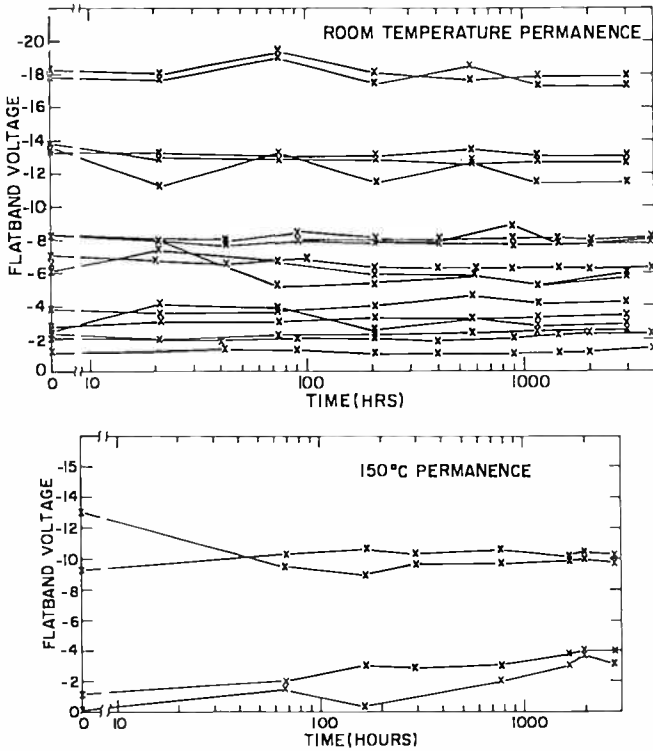 ROOM TEMPERATURE PERMANENCE
FLATBAND VOLTAGE
-20
-18
-16
-14
-12
-10
-8
-6
-4
-2
0
0 10 100 1000
TIME(HRS)
150°C PERMANENCE
FLATBAND VOLTAGE
-15
-14
-12
-10
-8
-6
-4
-2
0
0 10 100 1000
TIME(HOURS)